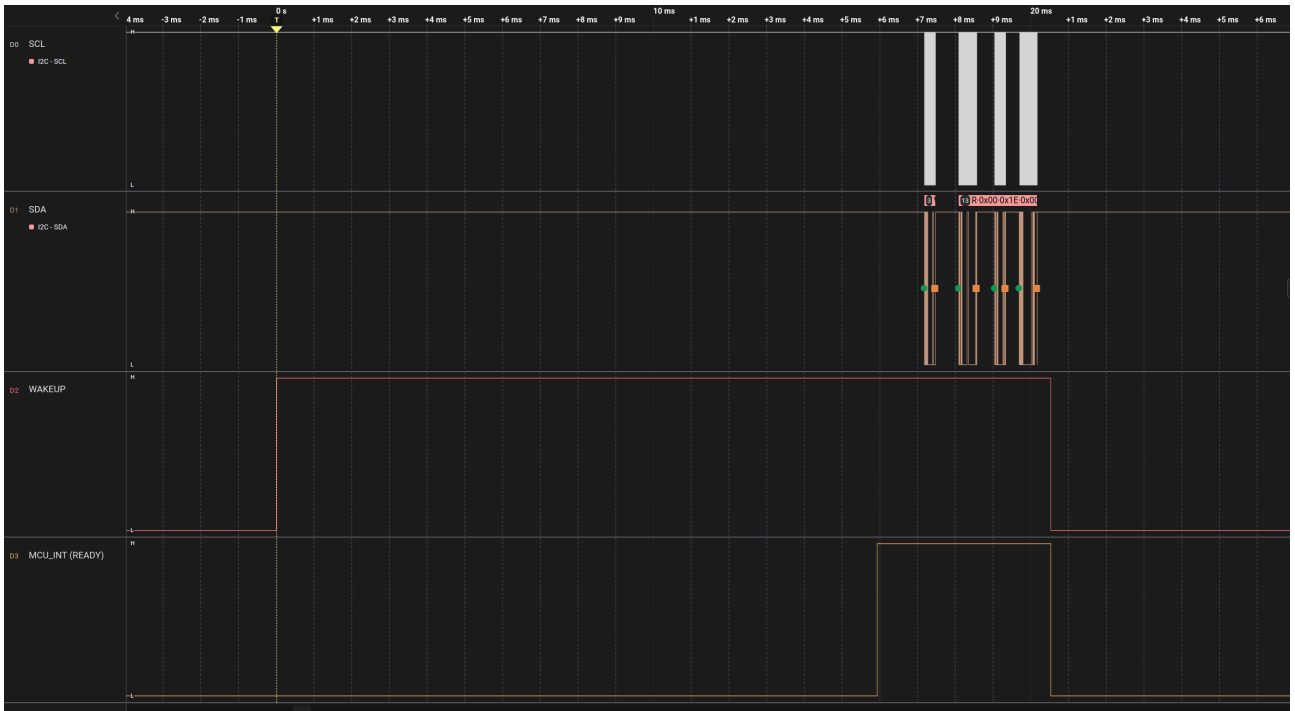 0 s 10 ms 20 ms
4 ms -3 ms -2 ms -1 ms T +1 ms +2 ms +3 ms +4 ms +5 ms +6 ms +7 ms +8 ms +9 ms +1 ms +2 ms +3 ms +4 ms +5 ms +6 ms +7 ms +8 ms +9 ms +1 ms +2 ms +3 ms +4 ms +5 ms +6 ms
H
D0 SCL
I2C - SCL
L
3 13 R·0x00·0x1E·0x00
D1 SDA H
I2C - SDA
L
H
D2 WAKEUP
L
H
D3 MCU_INT (READY)
L